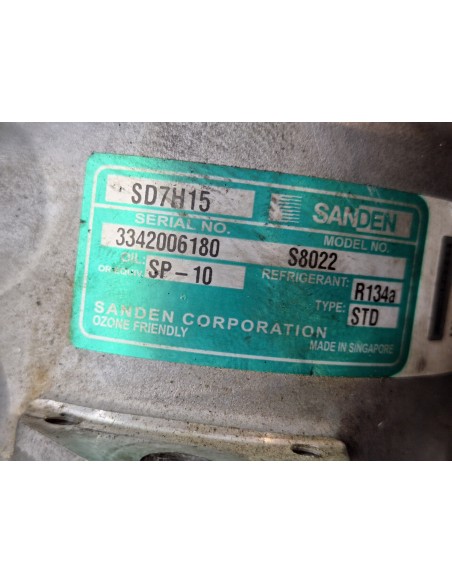 SD7H15
SANDEN
SERIAL NO.
MODEL NO.
3342006180
S8022
OIL:
SP-10
REFRIGERANT:
R134a
TYPE:
STD
SANDEN CORPORATION
OZONE FRIENDLY
MADE IN SINGAPORE